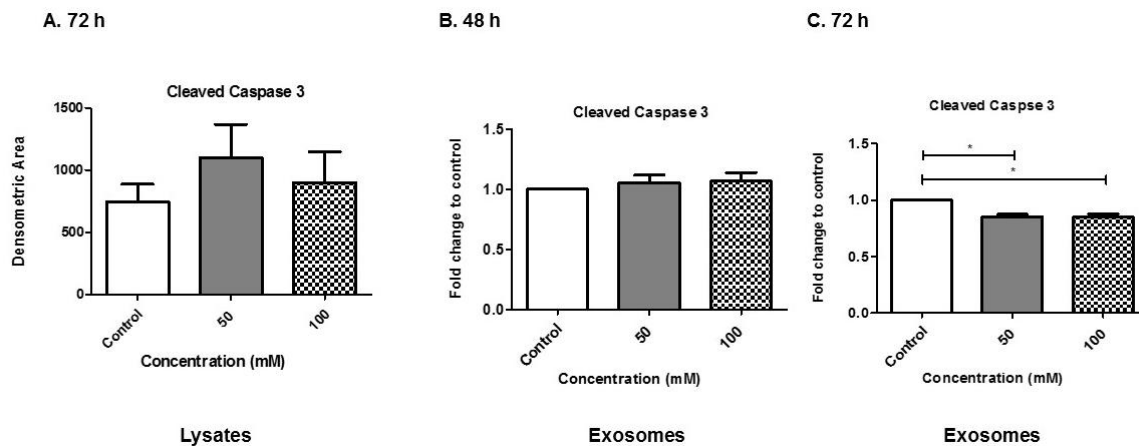 A. 72 h
B. 48 h
C. 72 h
Cleaved Caspase 3
Densometric Area
1500
1000
500
0
Control
50
100
Concentration (mM)
Lysates
Cleaved Caspase 3
Fold change to control
1.5
1.0
0.5
0.0
Control
50
100
Concentration (mM)
Exosomes
Cleaved Caspse 3
Fold change to control
1.5
1.0
0.5
0.0
*
*
Control
50
100
Concentration (mM)
Exosomes